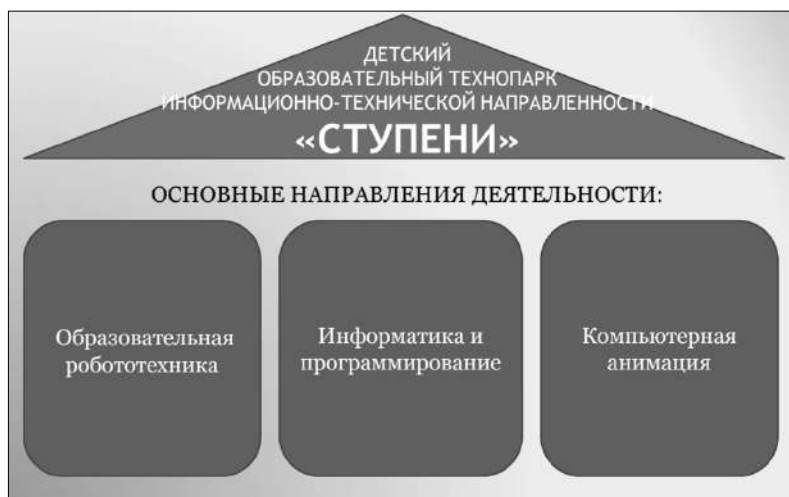 ДЕТСКИЙ
ОБРАЗОВАТЕЛЬНЫЙ ТЕХНОПАРК
ИНФОРМАЦИОННО-ТЕХНИЧЕСКОЙ НАПРАВЛЕННОСТИ
«СТУПЕНИ»
ОСНОВНЫЕ НАПРАВЛЕНИЯ ДЕЯТЕЛЬНОСТИ:
Образовательная
робототехника
Информатика и
программирование
Компьютерная
анимация